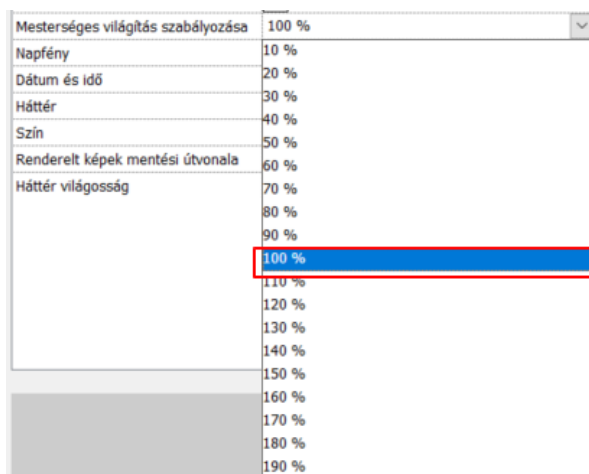 Mesterséges világítás szabályozása 100 %
Napfény 10 %
Dátum és idő 20 %
30 %
Háttér 40 %
Szín 50 %
Renderelt képek mentési útvonala 60 %
Háttér világosság 70 %
80 %
90 %
100 %
110 %
120 %
130 %
140 %
150 %
160 %
170 %
180 %
190 %